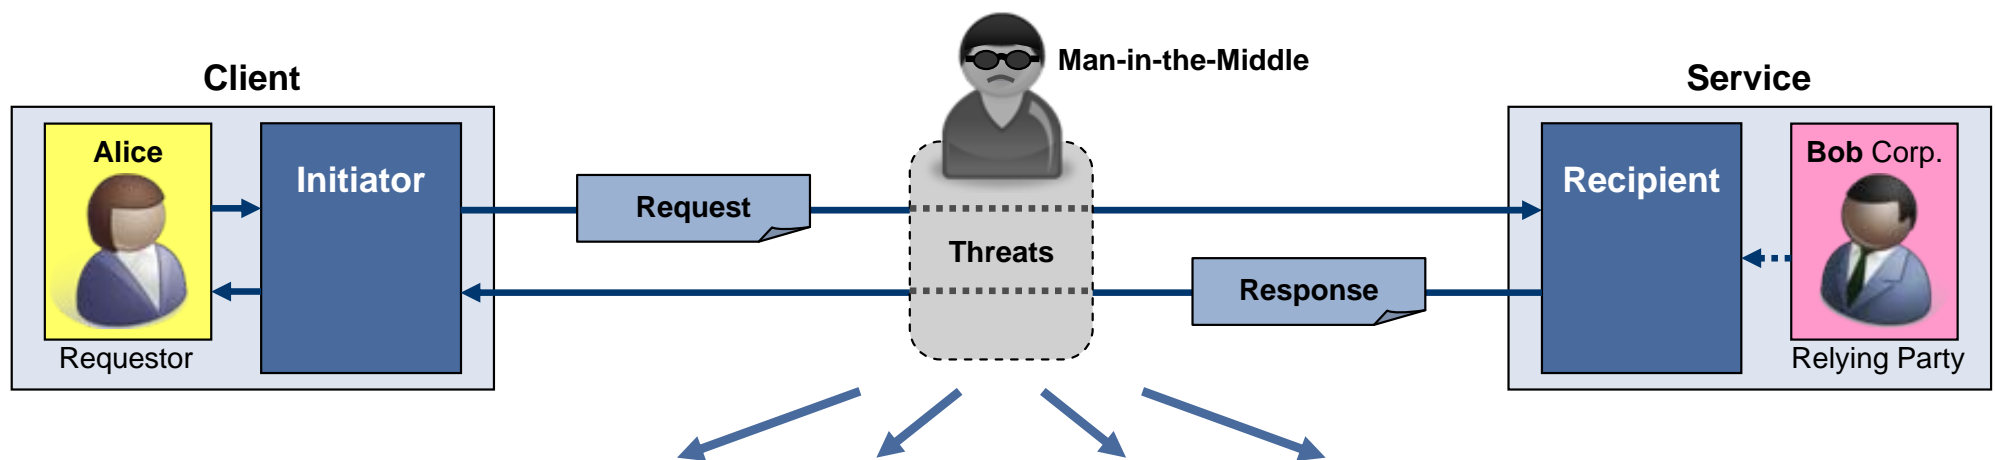 Man-in-the-Middle
Client
Service
Alice
Initiator
Request
Threats
Response
Recipient
Bob Corp.
Requestor
Relying Party